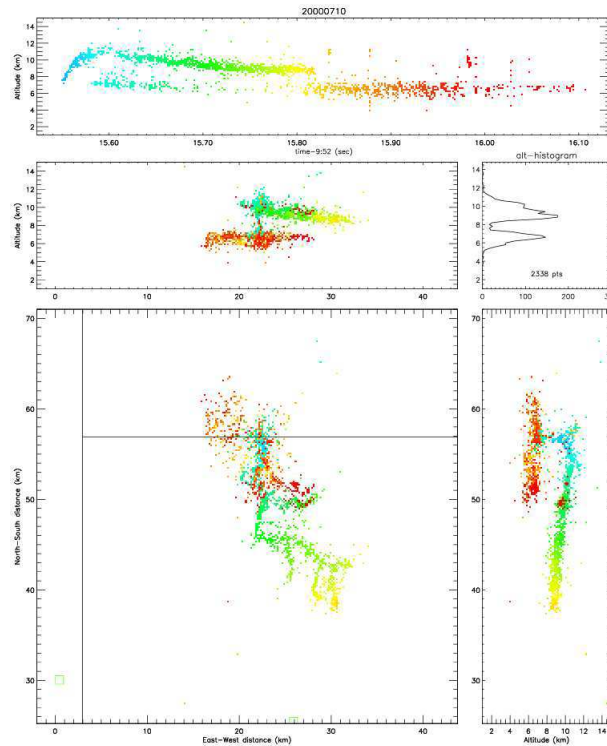 20000710
Altitude (km)
14
12
10
8
6
4
2
15.60 15.70 15.80 15.90 16.00 16.10
time-9:52 (sec)
Altitude (km)
14
12
10
8
6
4
2
0 10 20 30 40
alt-histogram
14
12
10
8
6
4
2
2338 pts
0 100 200
North-South distance (km)
70
60
50
40
30
0 10 20 30 40
East-West distance (km)
70
60
50
40
30
2 4 6 8 10 12 14
Altitude (km)